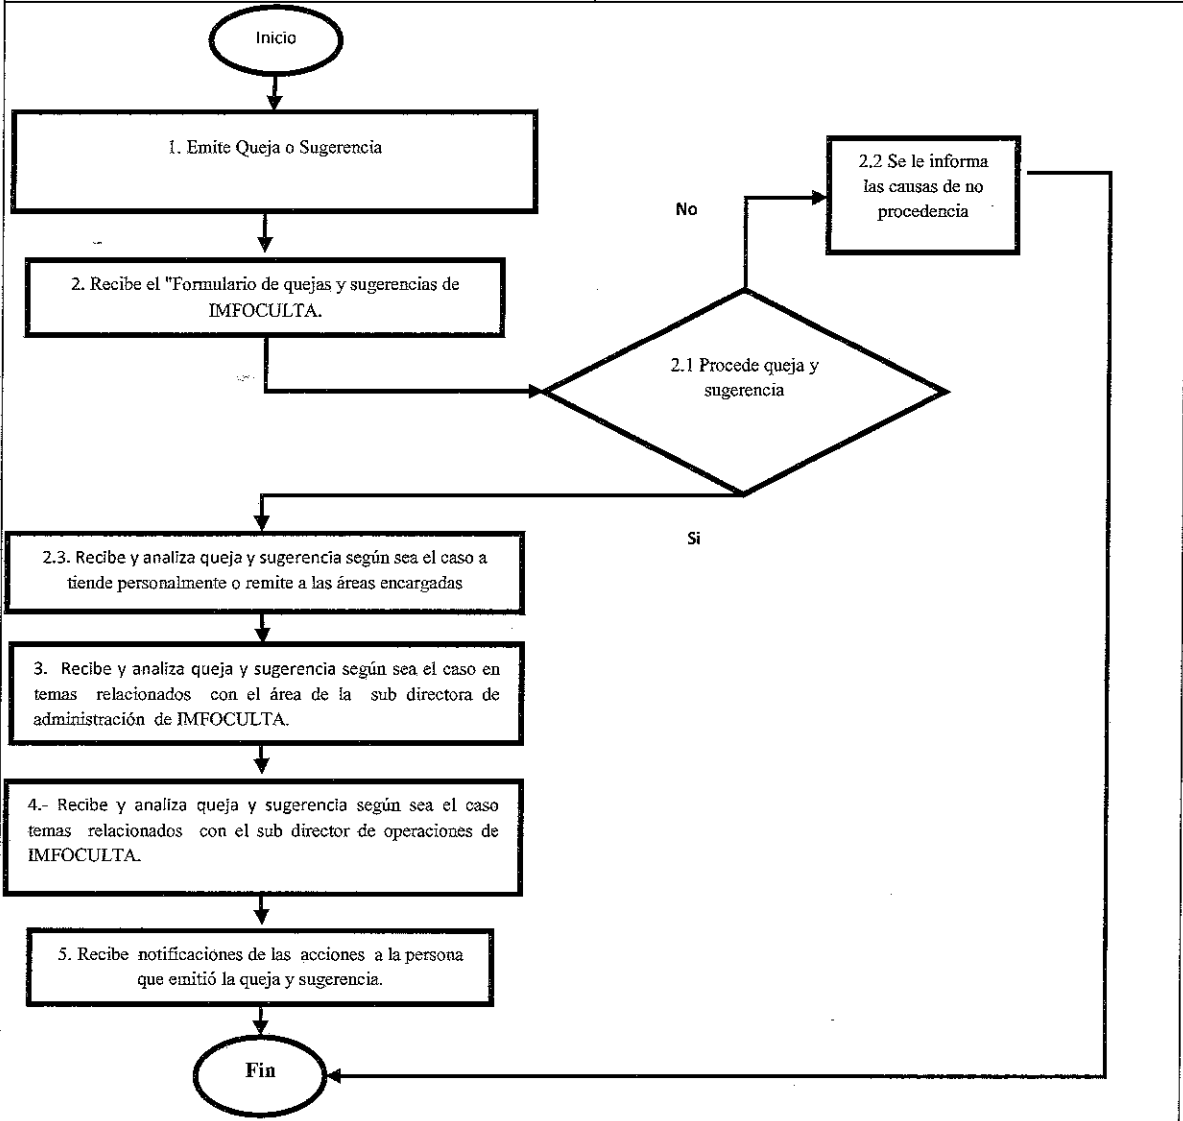 Inicio
1. Emite Queja o Sugerencia
2. Recibe el "Formulario de quejas y sugerencias de
IMFOCULTA.
No
2.2 Se le informa
las causas de no
procedencia
2.1 Procede queja y
sugerencia
Si
2.3. Recibe y analiza queja y sugerencia según sea el caso a
tiende personalmente o remite a las áreas encargadas
3. Recibe y analiza queja y sugerencia según sea el caso en
temas relacionados con el área de la sub directora de
administración de IMFOCULTA.
4.- Recibe y analiza queja y sugerencia según sea el caso
temas relacionados con el sub director de operaciones de
IMFOCULTA.
5. Recibe notificaciones de las acciones a la persona
que emitió la queja y sugerencia.
Fin